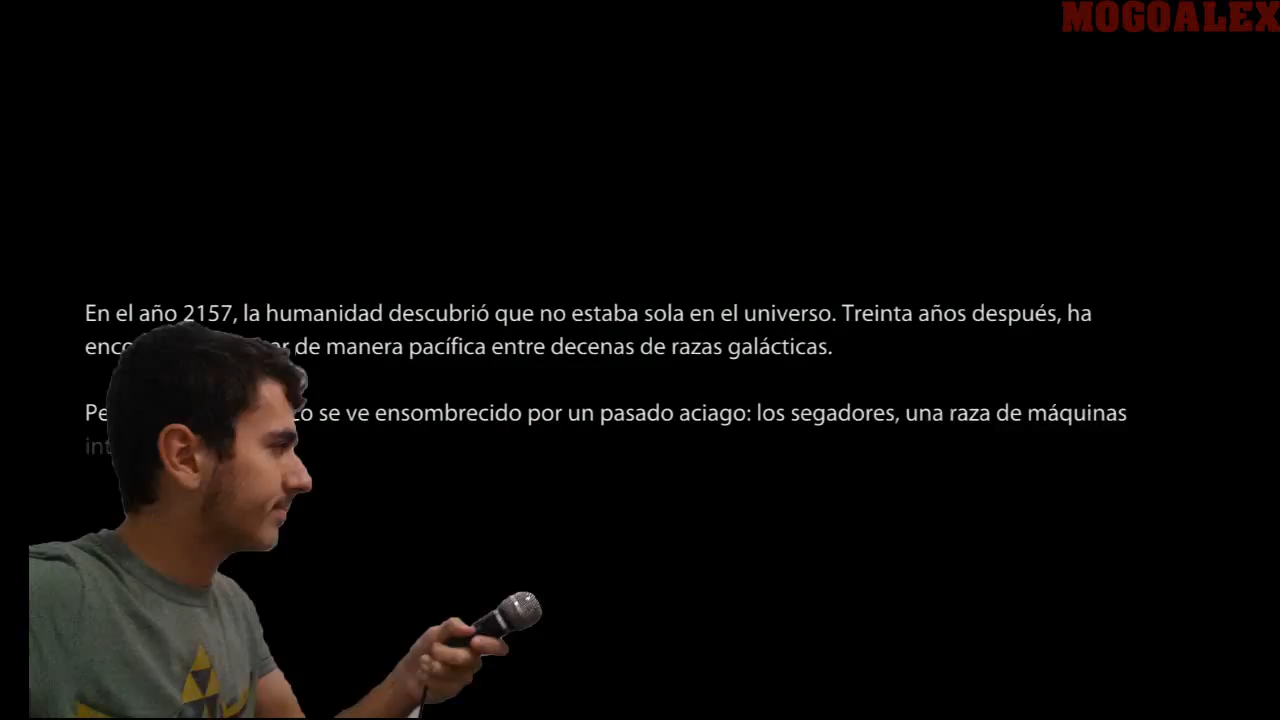 MOGOALEX
En el año 2157, la humanidad descubrió que no estaba sola en el universo. Treinta años después, ha
de manera pacífica entre decenas de razas galácticas.
se ve ensombrecido por un pasado aciago: los segadores, una raza de máquinas